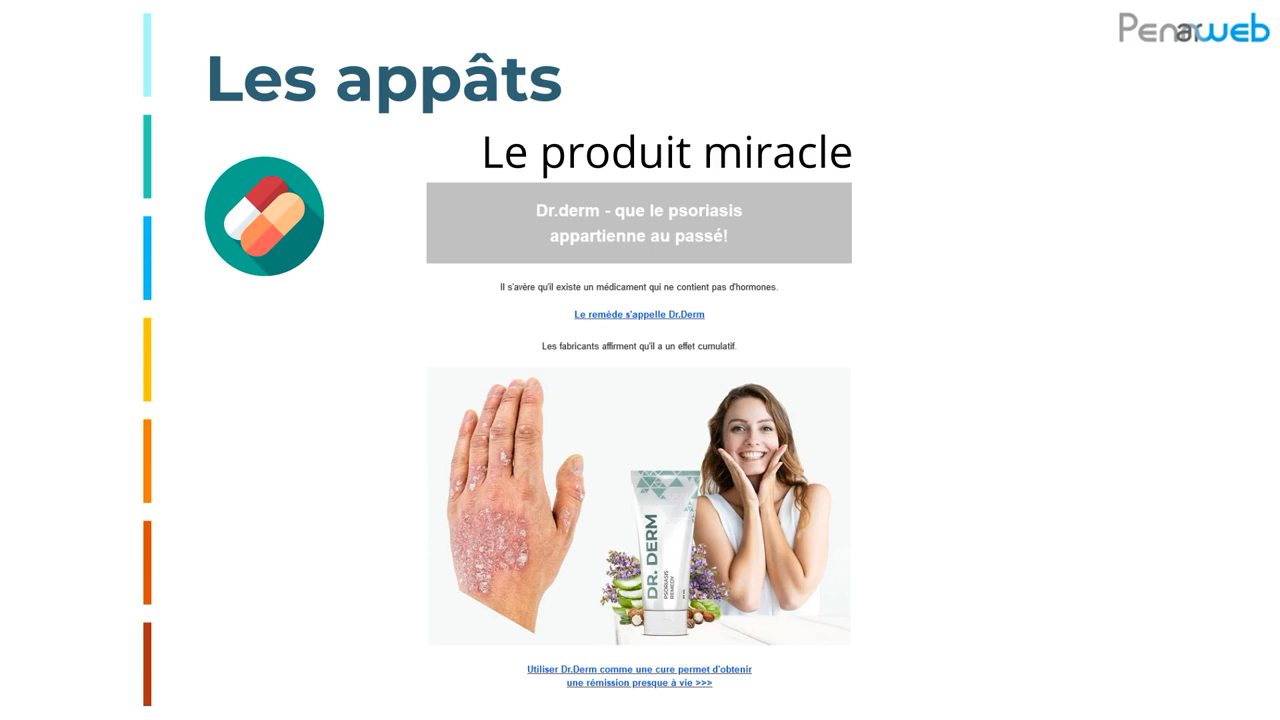 Penarweb
Les appâts
Le produit miracle
Dr.derm - que le psoriasis
appartienne au passé!
Il s'avère qu'il existe un médicament qui ne contient pas d'hormones.
Le remède s'appelle Dr.Derm
Les fabricants affirment qu'il a un effet cumulatif.
DR. DERM
PSORIASIS
REMEDY
Utiliser Dr.Derm comme une cure permet d'obtenir
une rémission presque à vie >>>